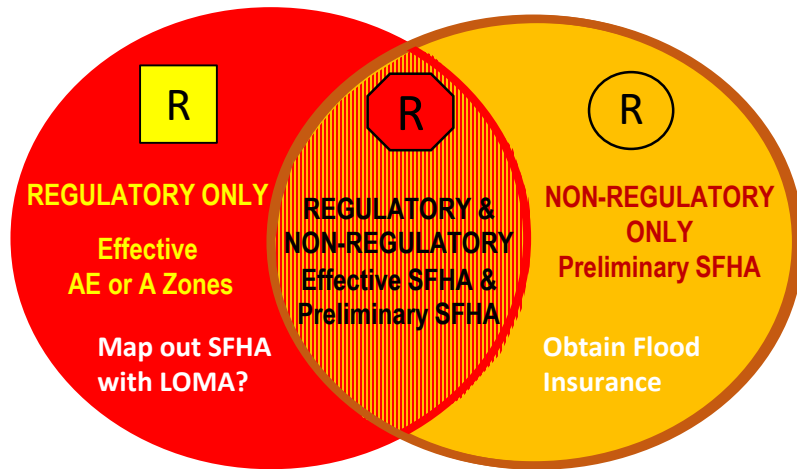 R
REGULATORY ONLY
Effective
AE or A Zones
Map out SFHA
with LOMA?
R
REGULATORY &
NON-REGULATORY
Effective SFHA &
Preliminary SFHA
R
NON-REGULATORY
ONLY
Preliminary SFHA
Obtain Flood
Insurance